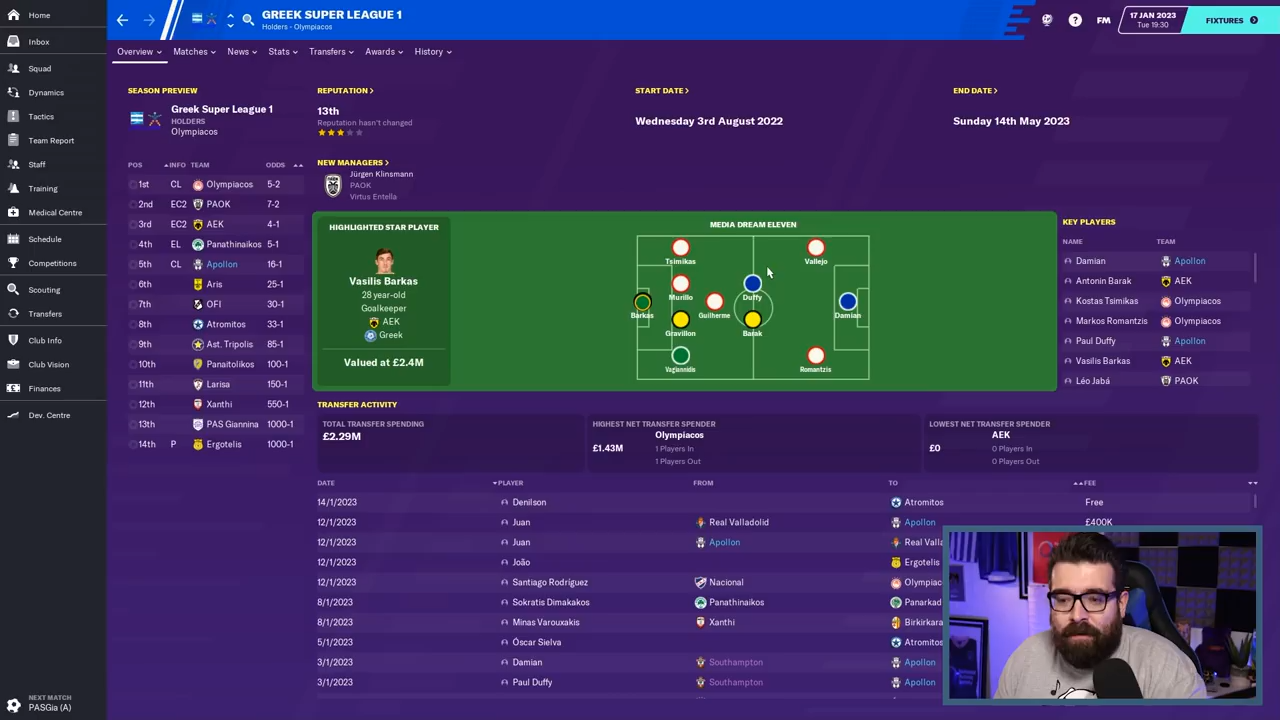 Home
Inbox
Squad
Dynamics
Tactics
Team Report
Staff
Training
Medical Centre
Schedule
Competitions
Scouting
Transfers
Club Info
Club Vision
Finances
Dev. Centre
NEXT MATCH
PASGia (A)
GREEK SUPER LEAGUE 1
Holders - Olympiacos
FM
17 JAN 2023
Tue 19:30
FIXTURES
Overview Matches News Stats Transfers Awards History
SEASON PREVIEW
Greek Super League 1
HOLDERS
Olympiacos
POS INFO TEAM ODDS
1st CL Olympiacos 5-2
2nd EC2 PAOK 7-2
3rd EC2 AEK 4-1
4th EL Panathinaikos 5-1
5th CL Apollon 16-1
6th Aris 25-1
7th OFI 30-1
8th Atromitos 33-1
9th Ast. Tripolis 85-1
10th Panaitolikos 100-1
11th Larisa 150-1
12th Xanthi 550-1
13th PAS Giannina 1000-1
14th P Ergotelis 1000-1
REPUTATION
13th
Reputation hasn't changed
START DATE
Wednesday 3rd August 2022
END DATE
Sunday 14th May 2023
NEW MANAGERS
Jürgen Klinsmann
PAOK
Virtus Entella
HIGHLIGHTED STAR PLAYER
Vasilis Barkas
28 year-old
Goalkeeper
AEK
Greek
Valued at £2.4M
MEDIA DREAM ELEVEN
Tsimikas
Vallejo
Murillo
Duffy
Barkas
Guilherme
Damian
Gravillon
Barak
Vagiannidis
Romantzis
KEY PLAYERS
NAME TEAM
Damian Apollon
Antonin Barak AEK
Kostas Tsimikas Olympiacos
Markos Romantzis Olympiacos
Paul Duffy Apollon
Vasilis Barkas AEK
Léo Jabá PAOK
TRANSFER ACTIVITY
TOTAL TRANSFER SPENDING
£2.29M
HIGHEST NET TRANSFER SPENDER
£1.43M
Olympiacos
1 Players In
1 Players Out
LOWEST NET TRANSFER SPENDER
£0
AEK
0 Players In
0 Players Out
DATE PLAYER FROM TO FEE
14/1/2023 Denilson Atromitos Free
12/1/2023 Juan Real Valladolid Apollon £400K
12/1/2023 Juan Apollon Real Valla
12/1/2023 João Ergotelis
12/1/2023 Santiago Rodríguez Nacional Olympiac
8/1/2023 Sokratis Dimakakos Panathinaikos Panarkad
8/1/2023 Minas Varouxakis Xanthi Birkirkara
5/1/2023 Óscar Sielva Atromitos
3/1/2023 Damian Southampton Apollon
3/1/2023 Paul Duffy Southampton Apollon